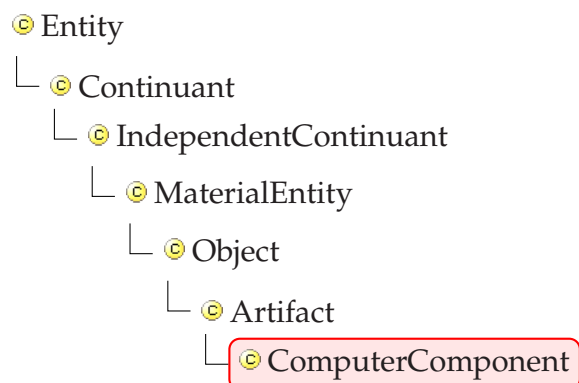 C Entity
C Continuant
C IndependentContinuant
C MaterialEntity
C Object
C Artifact
C ComputerComponent